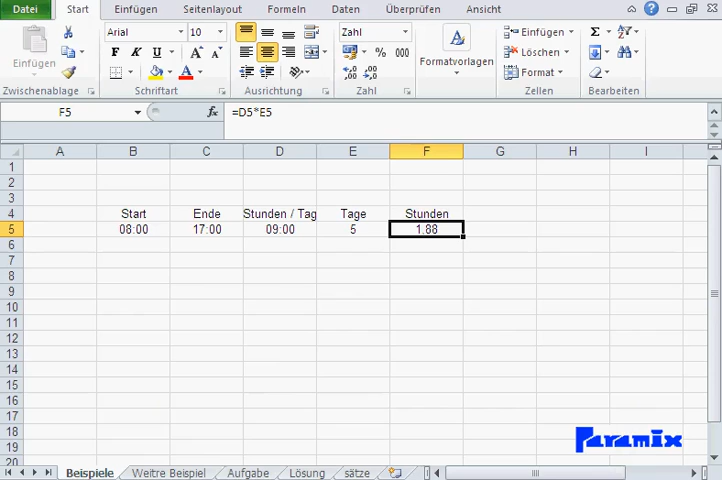 Datei Start Einfügen Seitenlayout Formeln Daten Überprüfen Ansicht
Einfügen
Arial 10
F K U
Zahl
% 000
Formatvorlagen
Einfügen
Löschen
Format
Zwischenablage Schriftart Ausrichtung Zahl Zellen Bearbeiten
F5 fx =D5*E5
A B C D E F G H I
1
2
3
4 Start Ende Stunden / Tag Tage Stunden
5 08:00 17:00 09:00 5 1,88
6
7
8
9
10
11
12
13
14
15
16
17
18
19
20
Paramix
Beispiele Weitre Beispiel Aufgabe Lösung sätze